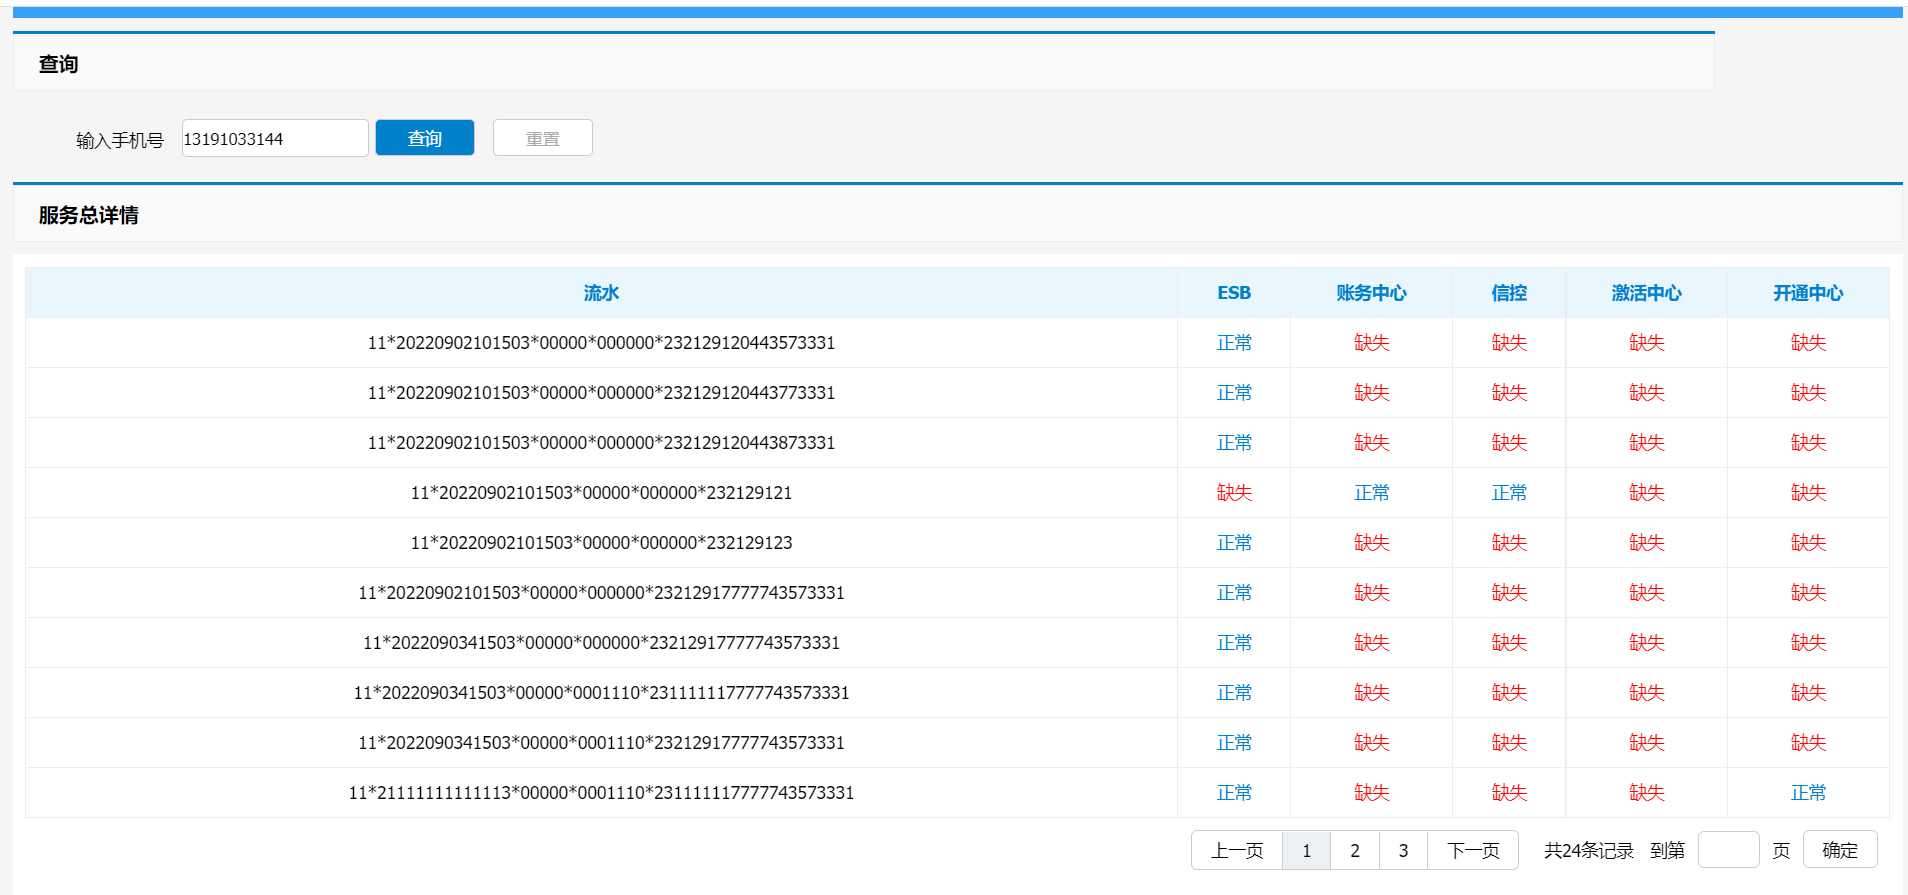 查询
输入手机号 13191033144 查询 重置
服务总详情
流水 ESB 账务中心 信控 激活中心 开通中心
11*20220902101503*00000*000000*232129120443573331 正常 缺失 缺失 缺失 缺失
11*20220902101503*00000*000000*232129120443773331 正常 缺失 缺失 缺失 缺失
11*20220902101503*00000*000000*232129120443873331 正常 缺失 缺失 缺失 缺失
11*20220902101503*00000*000000*232129121 缺失 正常 正常 缺失 缺失
11*20220902101503*00000*000000*232129123 正常 缺失 缺失 缺失 缺失
11*20220902101503*00000*000000*23212917777743573331 正常 缺失 缺失 缺失 缺失
11*2022090341503*00000*000000*23212917777743573331 正常 缺失 缺失 缺失 缺失
11*2022090341503*00000*0001110*231111117777743573331 正常 缺失 缺失 缺失 缺失
11*2022090341503*00000*0001110*23212917777743573331 正常 缺失 缺失 缺失 缺失
11*21111111111113*00000*0001110*231111117777743573331 正常 缺失 缺失 缺失 正常
上一页 1 2 3 下一页 共24条记录 到第 页 确定